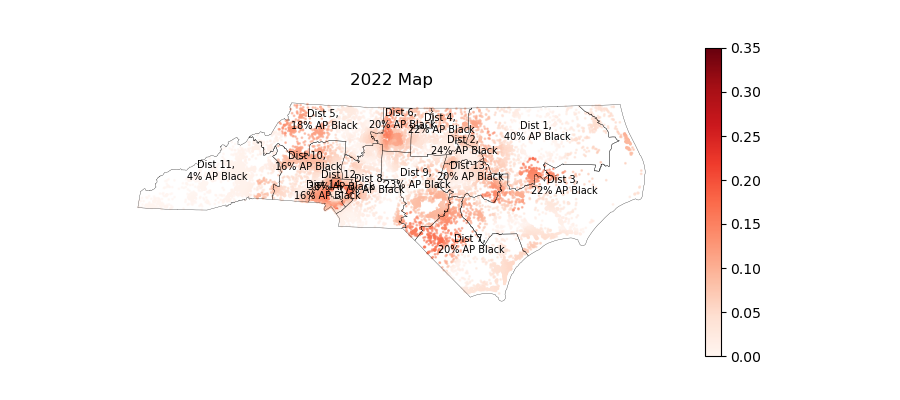 2022 Map
Dist 5,
18% AP Black
Dist 6,
20% AP Black
Dist 4,
22% AP Black
Dist 1,
40% AP Black
Dist 2,
24% AP Black
Dist 10,
16% AP Black
Dist 11,
4% AP Black
Dist 12,
AP Black
Dist 8,
AP Black
Dist 9,
23% AP Black
Dist 13,
20% AP Black
Dist 3,
22% AP Black
16% AP Black
Dist 7,
20% AP Black
0.35
0.30
0.25
0.20
0.15
0.10
0.05
0.00